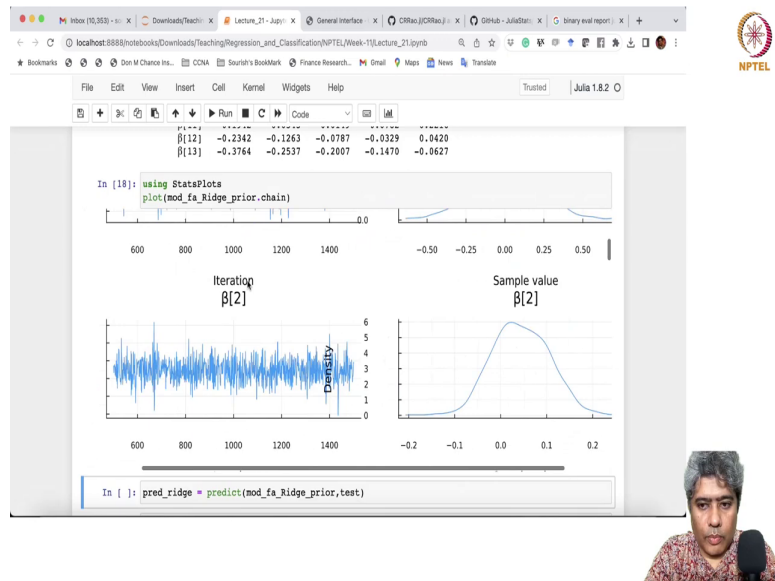 Inbox (10,353) – so
Downloads/Teachin
Lecture_21 - Jupyt
General Interface –
CRRao.jl/CRRao.jl
GitHub - JuliaStats
binary eval report j
localhost:8888/notebooks/Downloads/Teaching/Regression_and_Classification/NPTEL/Week-11/Lecture_21.ipynb
Bookmarks
Don M Chance Ins...
CCNA
Sourish's BookMark
Finance Research...
Gmail
Maps
News
Translate
NPTEL
File Edit View Insert Cell Kernel Widgets Help
Trusted
Julia 1.8.2
Run
Code
β[12] -0.2342 -0.1263 -0.0787 -0.0329 0.0420
β[13] -0.3764 -0.2537 -0.2007 -0.1470 -0.0627
In [18]: using StatsPlots
plot(mod_fa_Ridge_prior.chain)
0.0
600 800 1000 1200 1400
-0.50 -0.25 0.00 0.25 0.50
Iteration
Sample value
β[2]
β[2]
6
5
4
3
2
1
0
Density
600 800 1000 1200 1400
-0.2 -0.1 0.0 0.1 0.2
In [ ]: pred_ridge = predict(mod_fa_Ridge_prior,test)